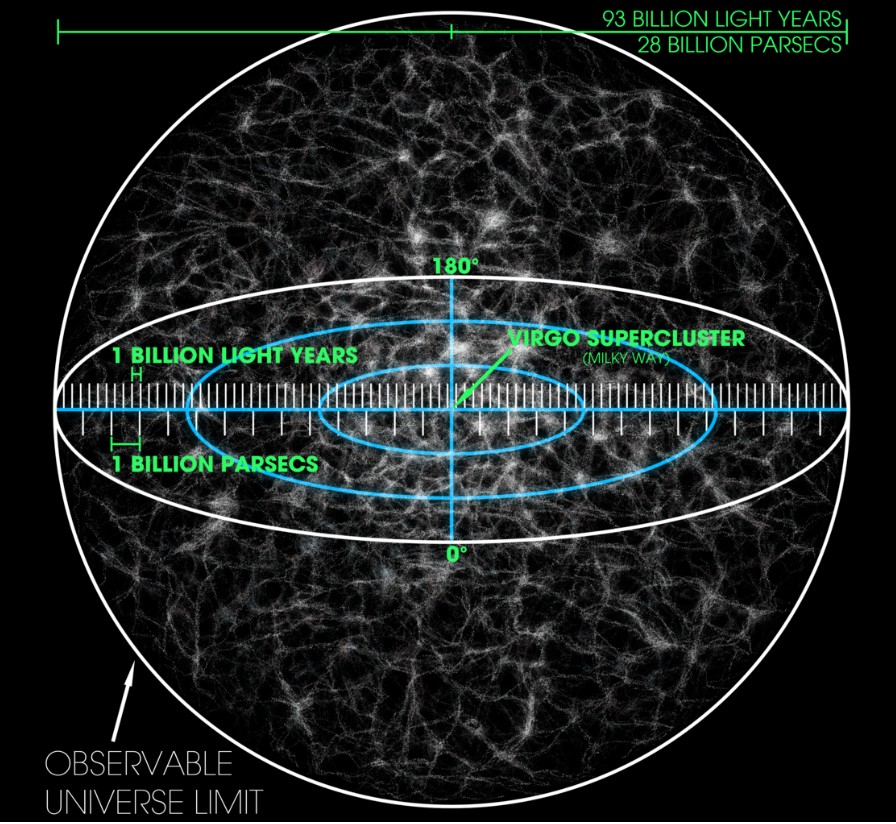 93 BILLION LIGHT YEARS
28 BILLION PARSECS
180°
VIRGO SUPERCLUSTER
(MILKY WAY)
1 BILLION LIGHT YEARS
1 BILLION PARSECS
0°
OBSERVABLE
UNIVERSE LIMIT